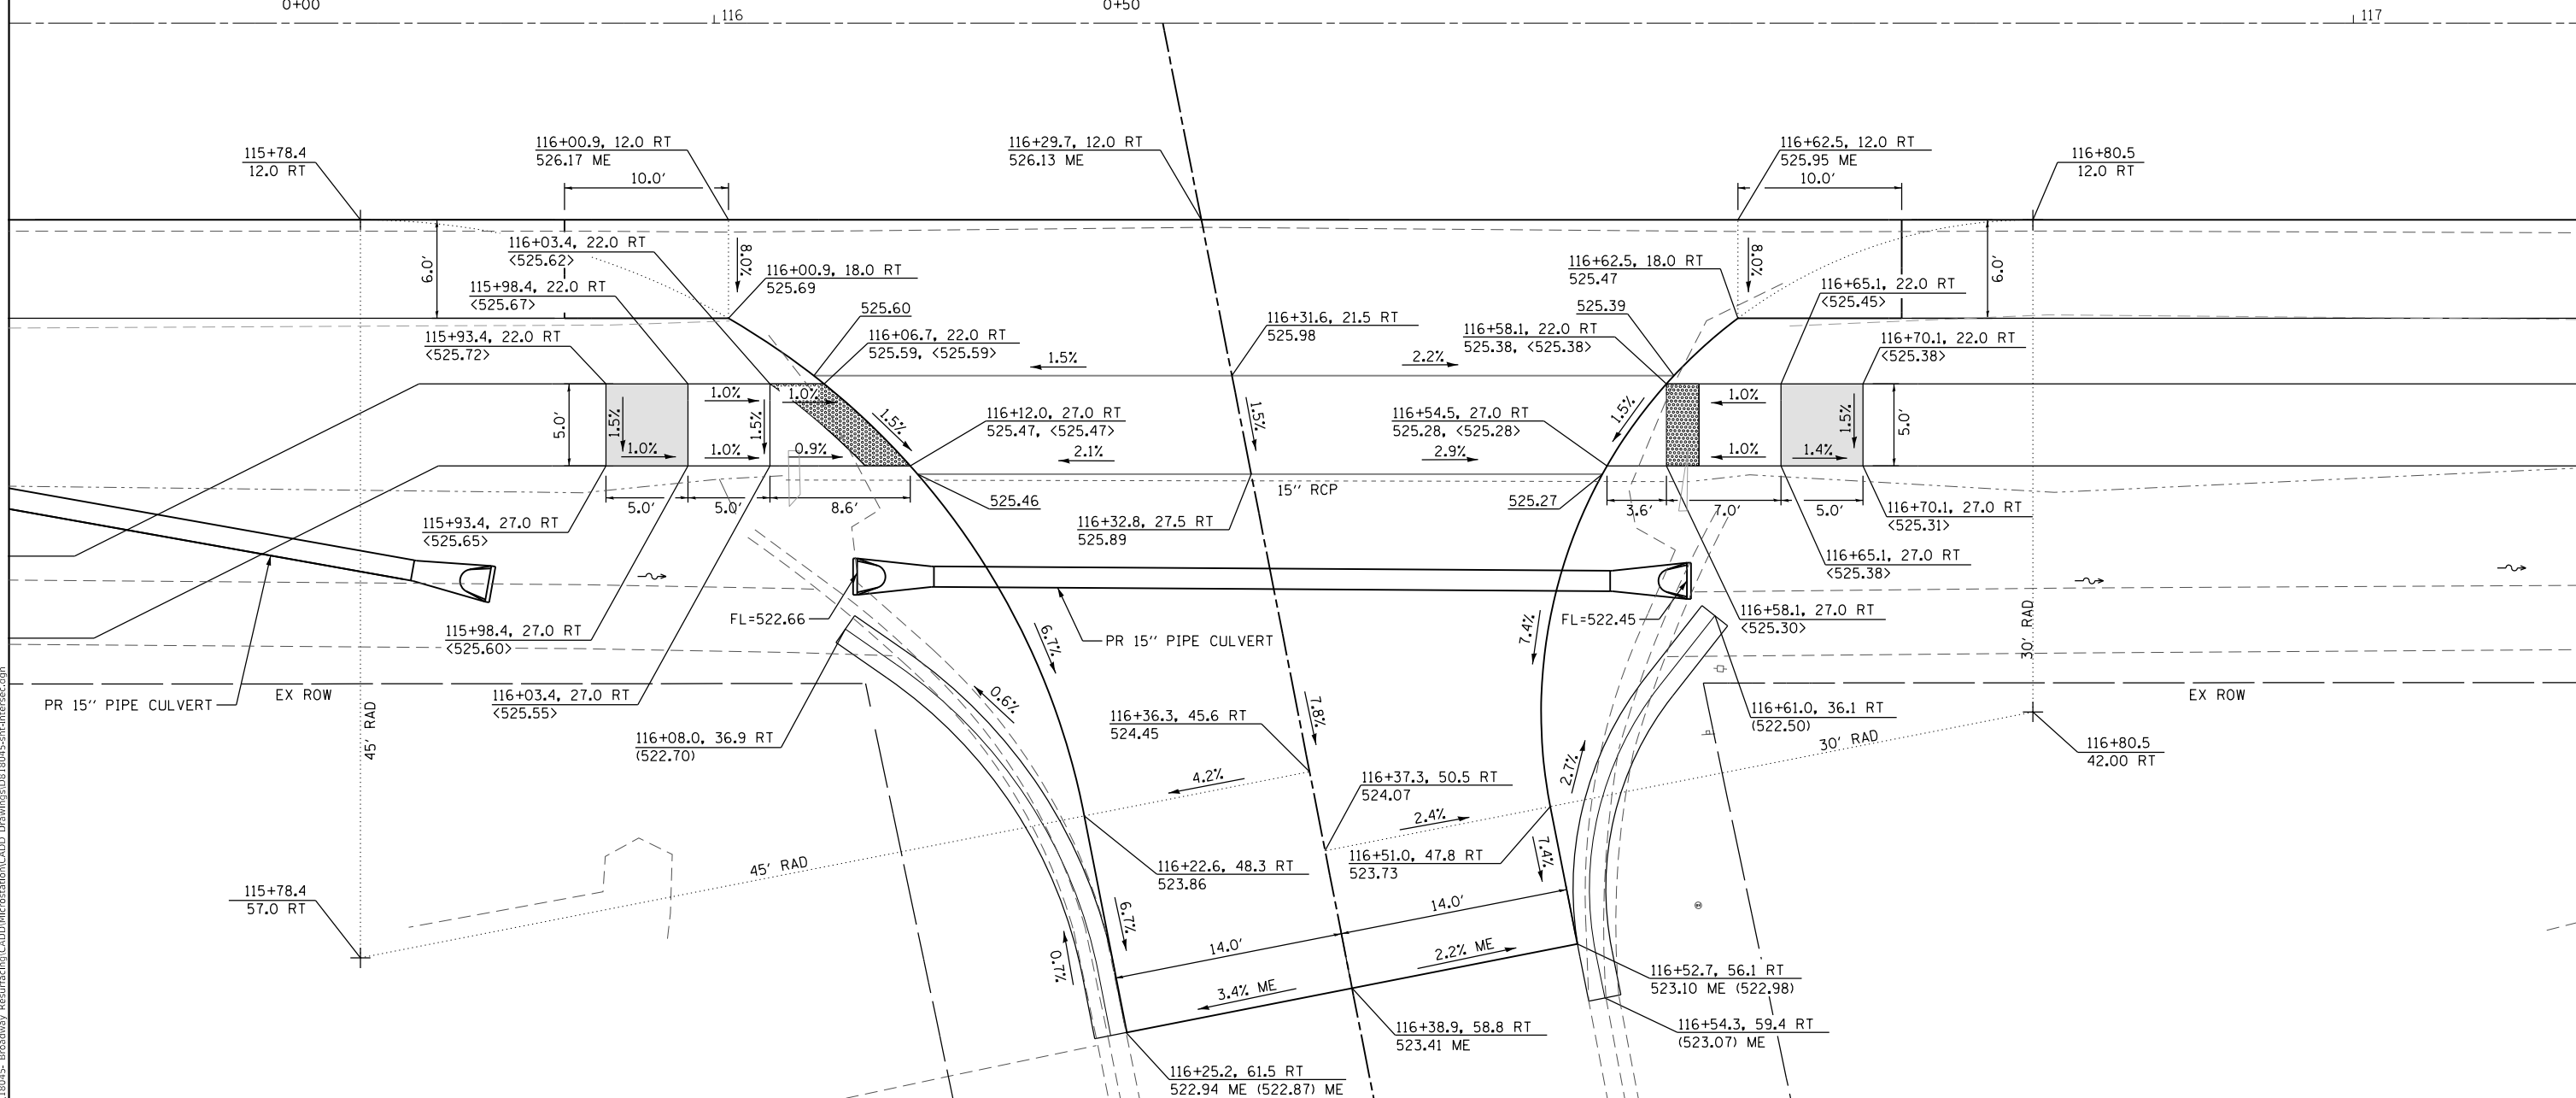 0+00
0+50
116
117
115+78.4
12.0 RT
116+00.9, 12.0 RT
526.17 ME
10.0'
116+29.7, 12.0 RT
526.13 ME
116+62.5, 12.0 RT
525.95 ME
10.0'
116+80.5
12.0 RT
6.0'
116+03.4, 22.0 RT
<525.62>
8.0%
116+00.9, 18.0 RT
525.69
115+98.4, 22.0 RT
<525.67>
525.60
116+62.5, 18.0 RT
525.47
8.0%
6.0'
116+65.1, 22.0 RT
<525.45>
525.39
115+93.4, 22.0 RT
<525.72>
116+06.7, 22.0 RT
525.59, <525.59>
116+31.6, 21.5 RT
525.98
116+58.1, 22.0 RT
525.38, <525.38>
116+70.1, 22.0 RT
<525.38>
1.5%
2.2%
5.0'
1.5%
1.0%
1.0%
1.0%
1.5%
1.0%
0.9%
1.5%
116+12.0, 27.0 RT
525.47, <525.47>
2.1%
1.5%
2.9%
116+54.5, 27.0 RT
525.28, <525.28>
1.5%
1.0%
1.0%
1.4%
1.5%
5.0'
5.0'
5.0'
8.6'
525.46
15" RCP
525.27
3.6'
7.0'
5.0'
115+93.4, 27.0 RT
<525.65>
116+32.8, 27.5 RT
525.89
116+70.1, 27.0 RT
<525.31>
116+65.1, 27.0 RT
<525.38>
FL=522.66
FL=522.45
116+58.1, 27.0 RT
<525.30>
115+98.4, 27.0 RT
<525.60>
PR 15" PIPE CULVERT
6.7%
7.4%
30' RAD
PR 15" PIPE CULVERT
EX ROW
116+03.4, 27.0 RT
<525.55>
0.6%
EX ROW
45' RAD
116+08.0, 36.9 RT
(522.70)
116+36.3, 45.6 RT
524.45
7.8%
116+61.0, 36.1 RT
(522.50)
30' RAD
116+80.5
42.00 RT
4.2%
116+37.3, 50.5 RT
524.07
2.7%
2.4%
45' RAD
116+22.6, 48.3 RT
523.86
116+51.0, 47.8 RT
523.73
7.4%
115+78.4
57.0 RT
6.7%
14.0'
14.0'
0.7%
2.2% ME
3.4% ME
116+52.7, 56.1 RT
523.10 ME (522.98)
116+38.9, 58.8 RT
523.41 ME
116+54.3, 59.4 RT
(523.07) ME
116+25.2, 61.5 RT
522.94 ME (522.87) ME